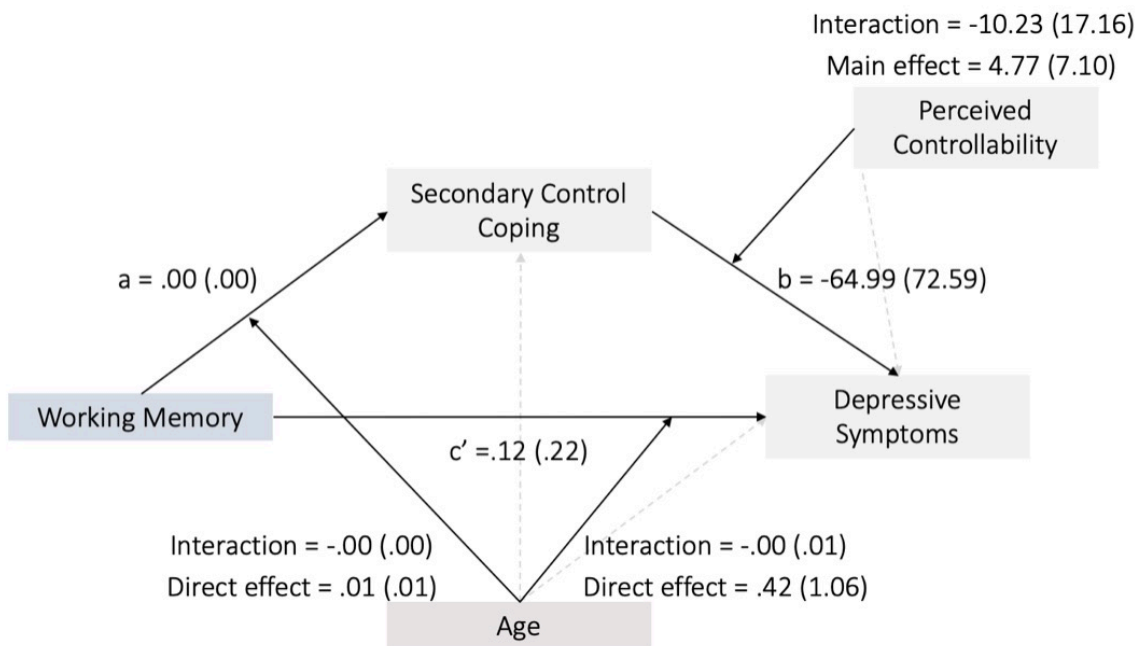 Interaction = -10.23 (17.16)
Main effect = 4.77 (7.10)
Perceived
Controllability
Secondary Control
Coping
a = .00 (.00)
b = -64.99 (72.59)
Working Memory
Depressive
Symptoms
c’ =.12 (.22)
Interaction = -.00 (.00)
Direct effect = .01 (.01)
Interaction = -.00 (.01)
Direct effect = .42 (1.06)
Age